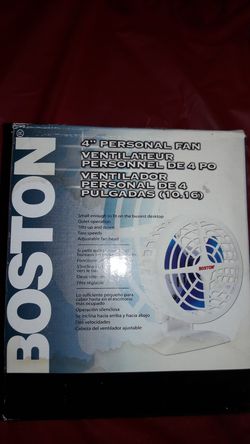 BOSTON®
4" PERSONAL FAN
VENTILATEUR
PERSONNEL DE 4 PO
VENTILADOR
PERSONAL DE 4
PULGADAS (10.16)
Small enough to fit on the busiest desktop
Quiet operation
Tilts up and down
Two speeds
Adjustable fan head
Si petit
Lo suficiente pequeño para
caber hasta en el escritorio
más ocupado
Operación silenciosa
Se inclina hacia arriba y hacia abajo
Dos velocidades
Cabeza del ventilador ajustable
BOSTON